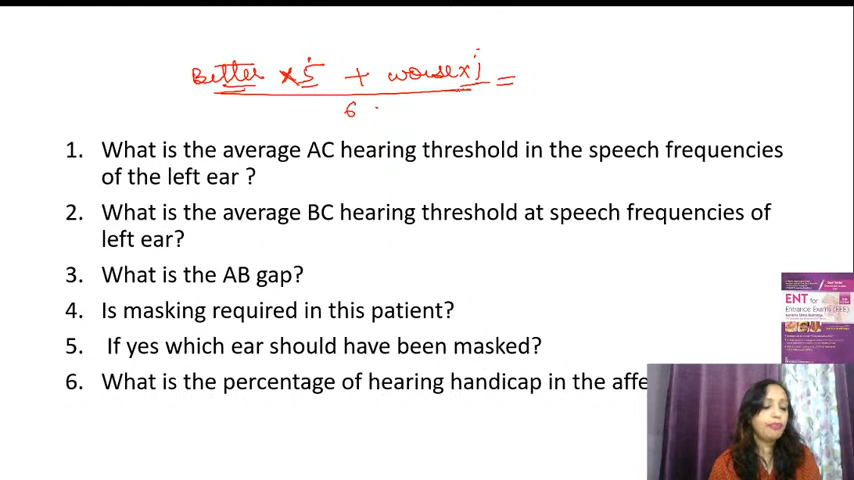 Better × 5 + worse x 1 =
6
1. What is the average AC hearing threshold in the speech frequencies
of the left ear ?
2. What is the average BC hearing threshold at speech frequencies of
left ear?
3. What is the AB gap?
4. Is masking required in this patient?
5. If yes which ear should have been masked?
6. What is the percentage of hearing handicap in the affe
ENT for
Entrance Exams (EEE)